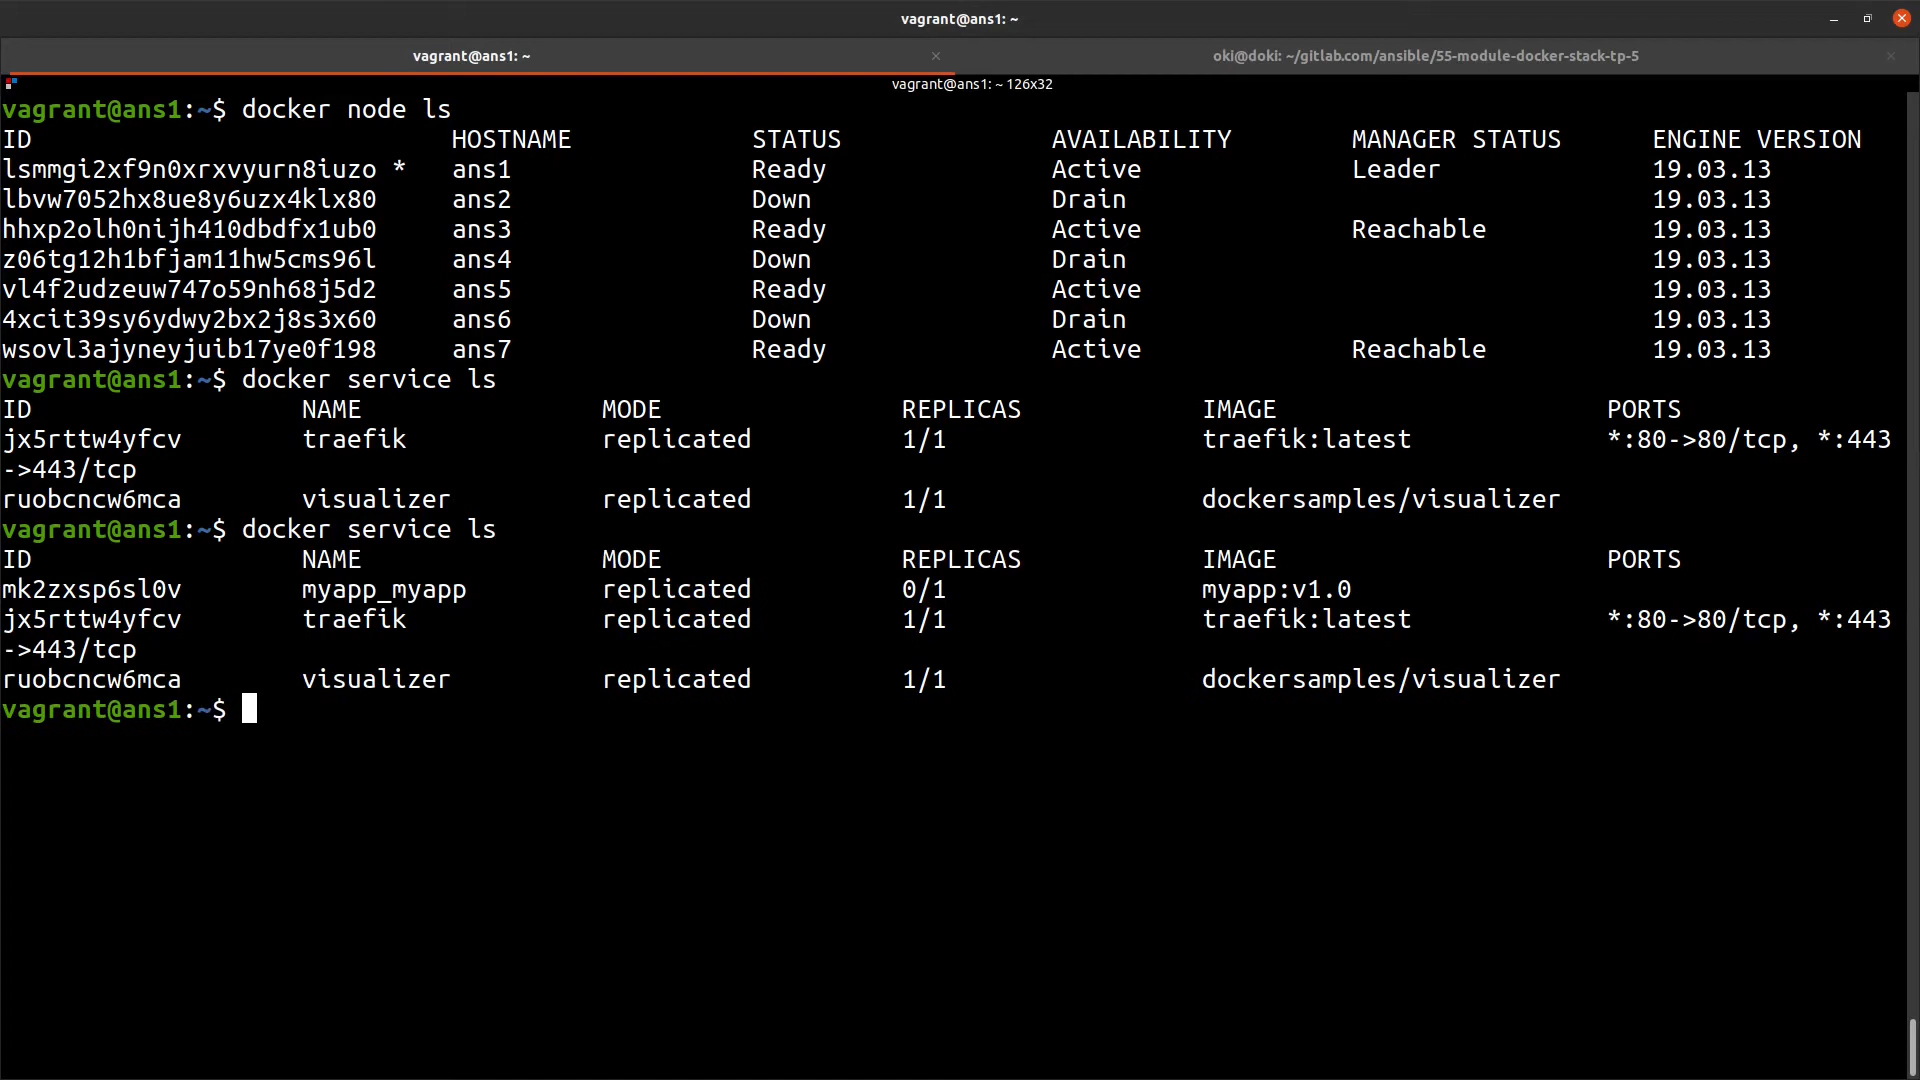 vagrant@ans1: ~
vagrant@ans1: ~
oki@doki: ~/gitlab.com/ansible/55-module-docker-stack-tp-5
vagrant@ans1: ~ 126x32
vagrant@ans1:~$ docker node ls
ID HOSTNAME STATUS AVAILABILITY MANAGER STATUS ENGINE VERSION
lsmmgi2xf9n0xrxvyurn8iuzo * ans1 Ready Active Leader 19.03.13
lbvw7052hx8ue8y6uzx4klx80 ans2 Down Drain 19.03.13
hhxp2olh0nijh410dbdfx1ub0 ans3 Ready Active Reachable 19.03.13
z06tg12h1bfjam11hw5cms96l ans4 Down Drain 19.03.13
vl4f2udzeuw747o59nh68j5d2 ans5 Ready Active 19.03.13
4xcit39sy6ydwy2bx2j8s3x60 ans6 Down Drain 19.03.13
wsovl3ajyneyjuib17ye0f198 ans7 Ready Active Reachable 19.03.13
vagrant@ans1:~$ docker service ls
ID NAME MODE REPLICAS IMAGE PORTS
jx5rttw4yfcv traefik replicated 1/1 traefik:latest *:80->80/tcp, *:443
->443/tcp
ruobcncw6mca visualizer replicated 1/1 dockersamples/visualizer
vagrant@ans1:~$ docker service ls
ID NAME MODE REPLICAS IMAGE PORTS
mk2zxsp6sl0v myapp_myapp replicated 0/1 myapp:v1.0
jx5rttw4yfcv traefik replicated 1/1 traefik:latest *:80->80/tcp, *:443
->443/tcp
ruobcncw6mca visualizer replicated 1/1 dockersamples/visualizer
vagrant@ans1:~$